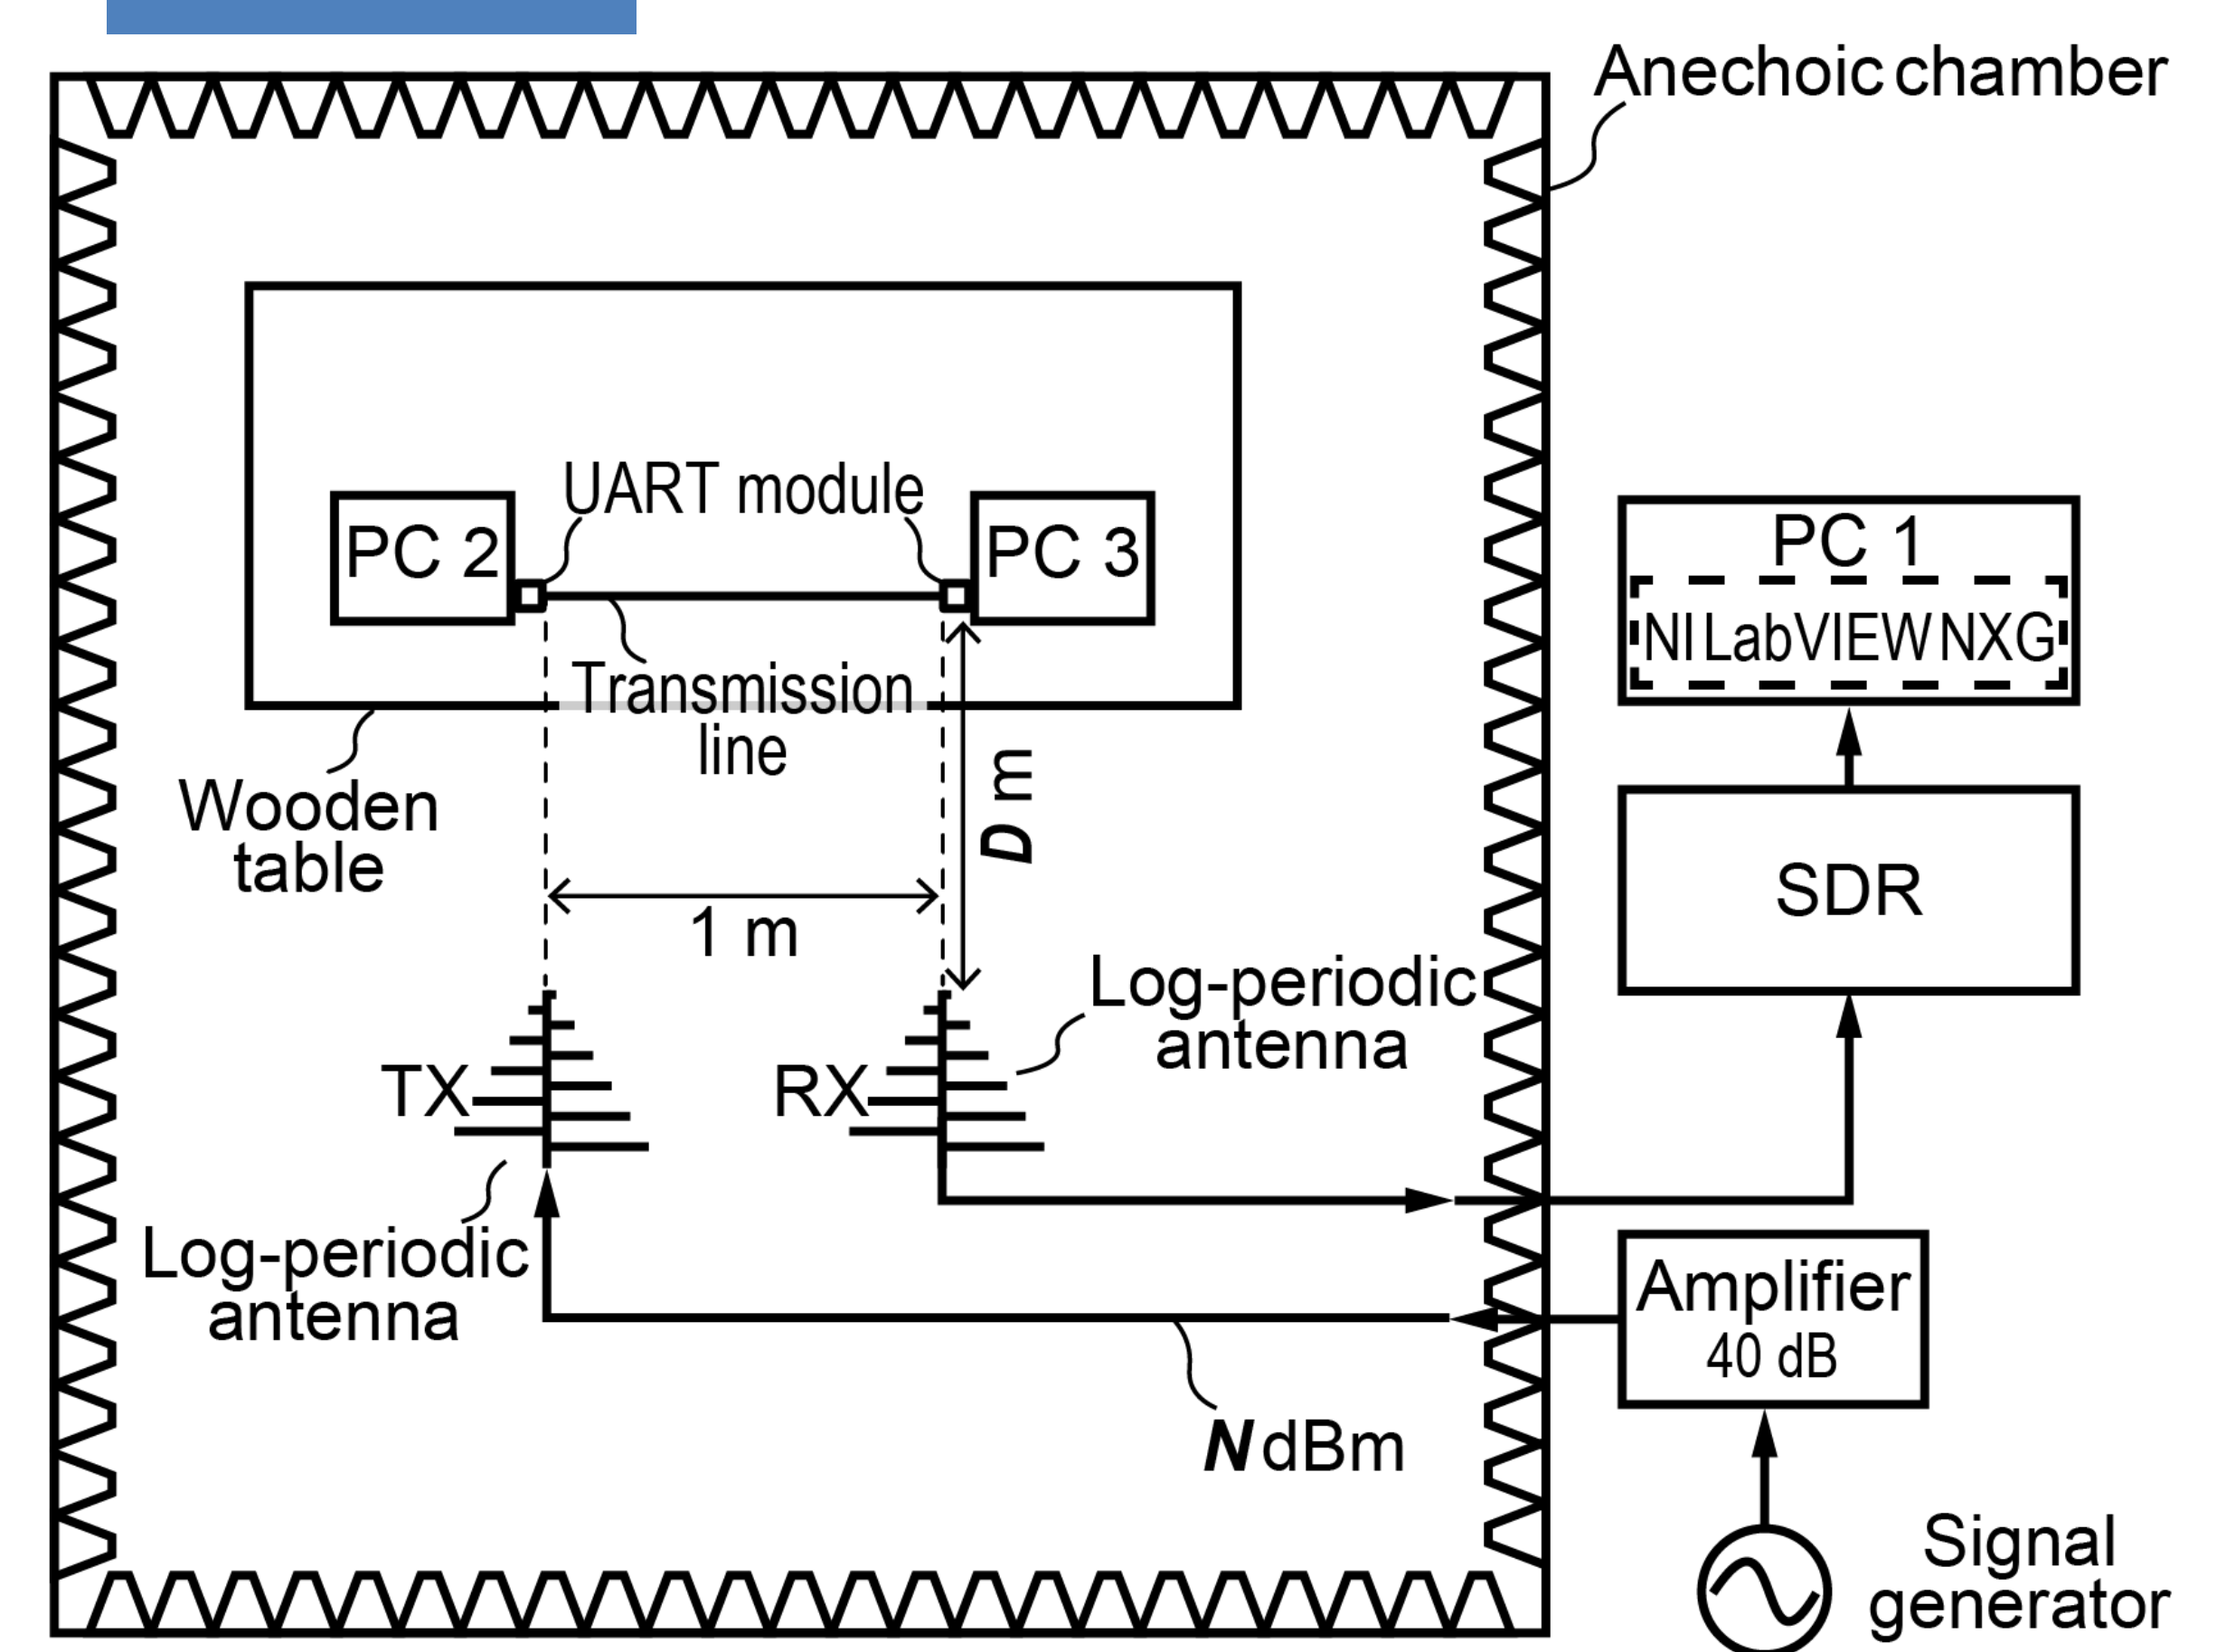 Anechoic chamber
UART module
PC 2
PC 3
PC 1
NI LabVIEW NXG
Transmission
line
D m
Wooden
table
SDR
1 m
Log-periodic
antenna
TX
RX
Log-periodic
antenna
Amplifier
40 dB
N dBm
Signal
generator